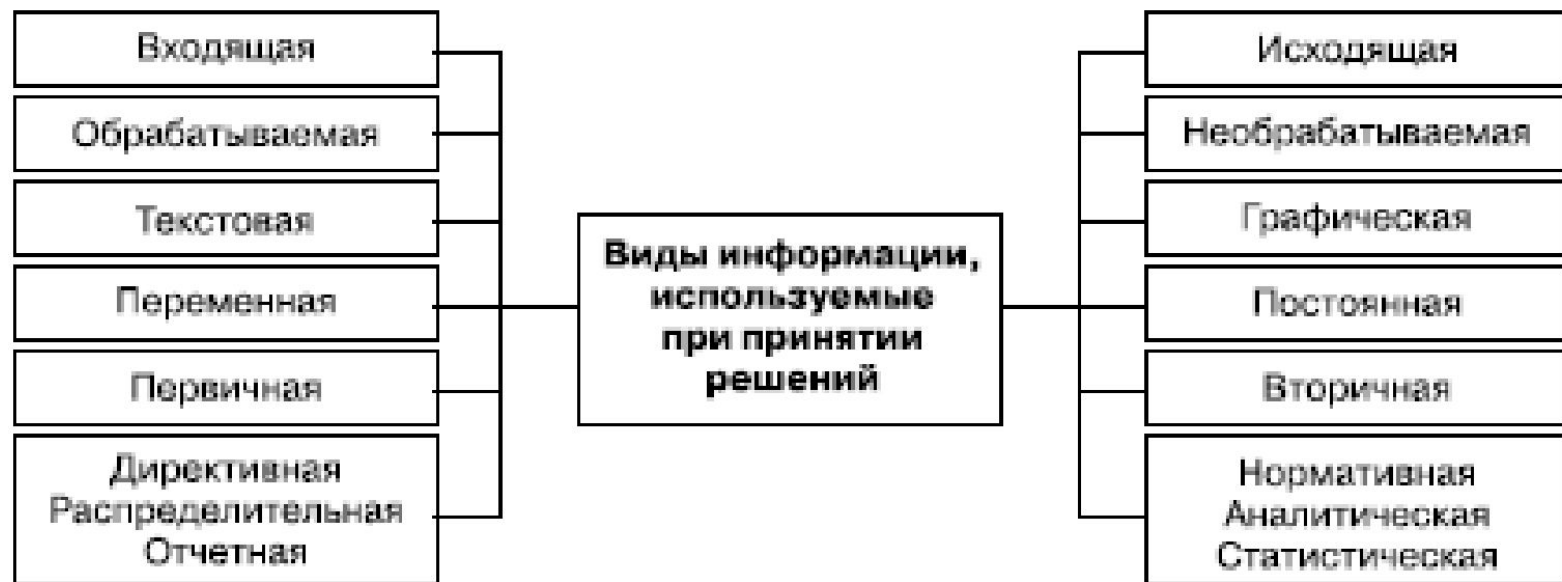 Входящая
Обрабатываемая
Текстовая
Переменная
Первичная
Директивная
Распределительная
Отчетная
Виды информации,
используемые
при принятии
решений
Исходящая
Необрабатываемая
Графическая
Постоянная
Вторичная
Нормативная
Аналитическая
Статистическая